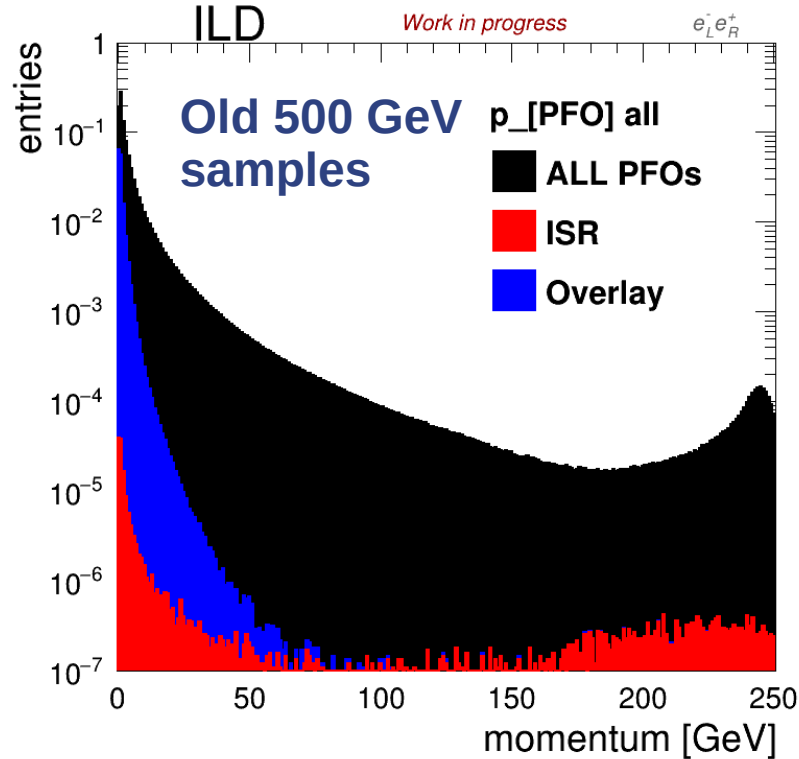 ILD
Work in progress
e⁻_L e⁺_R
entries
Old 500 GeV
samples
p_[PFO] all
ALL PFOs
ISR
Overlay
1
10⁻¹
10⁻²
10⁻³
10⁻⁴
10⁻⁵
10⁻⁶
10⁻⁷
0 50 100 150 200 250
momentum [GeV]